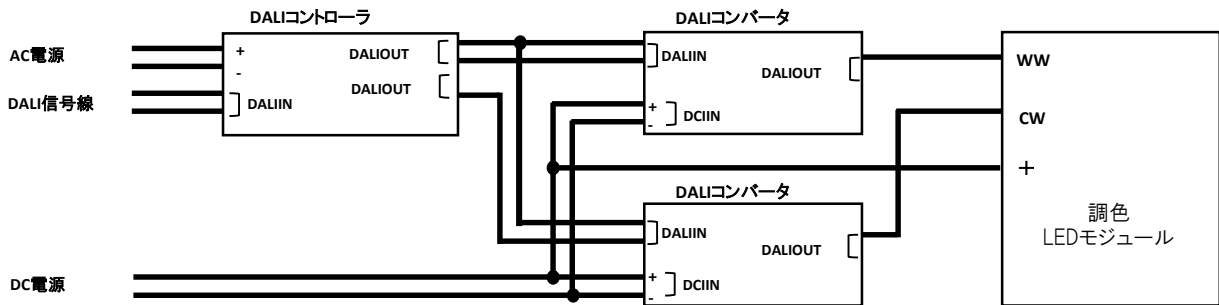 DALIコントローラ
DALIコンバータ
AC電源
+
-
DALIOUT
DALIOUT
DALI信号線
DALIIN
DALIIN
DALIOUT
+
-
DCIIN
WW
CW
+
調色
LEDモジュール
DALIコンバータ
DALIIN
DALIOUT
DC電源
+
-
DCIIN